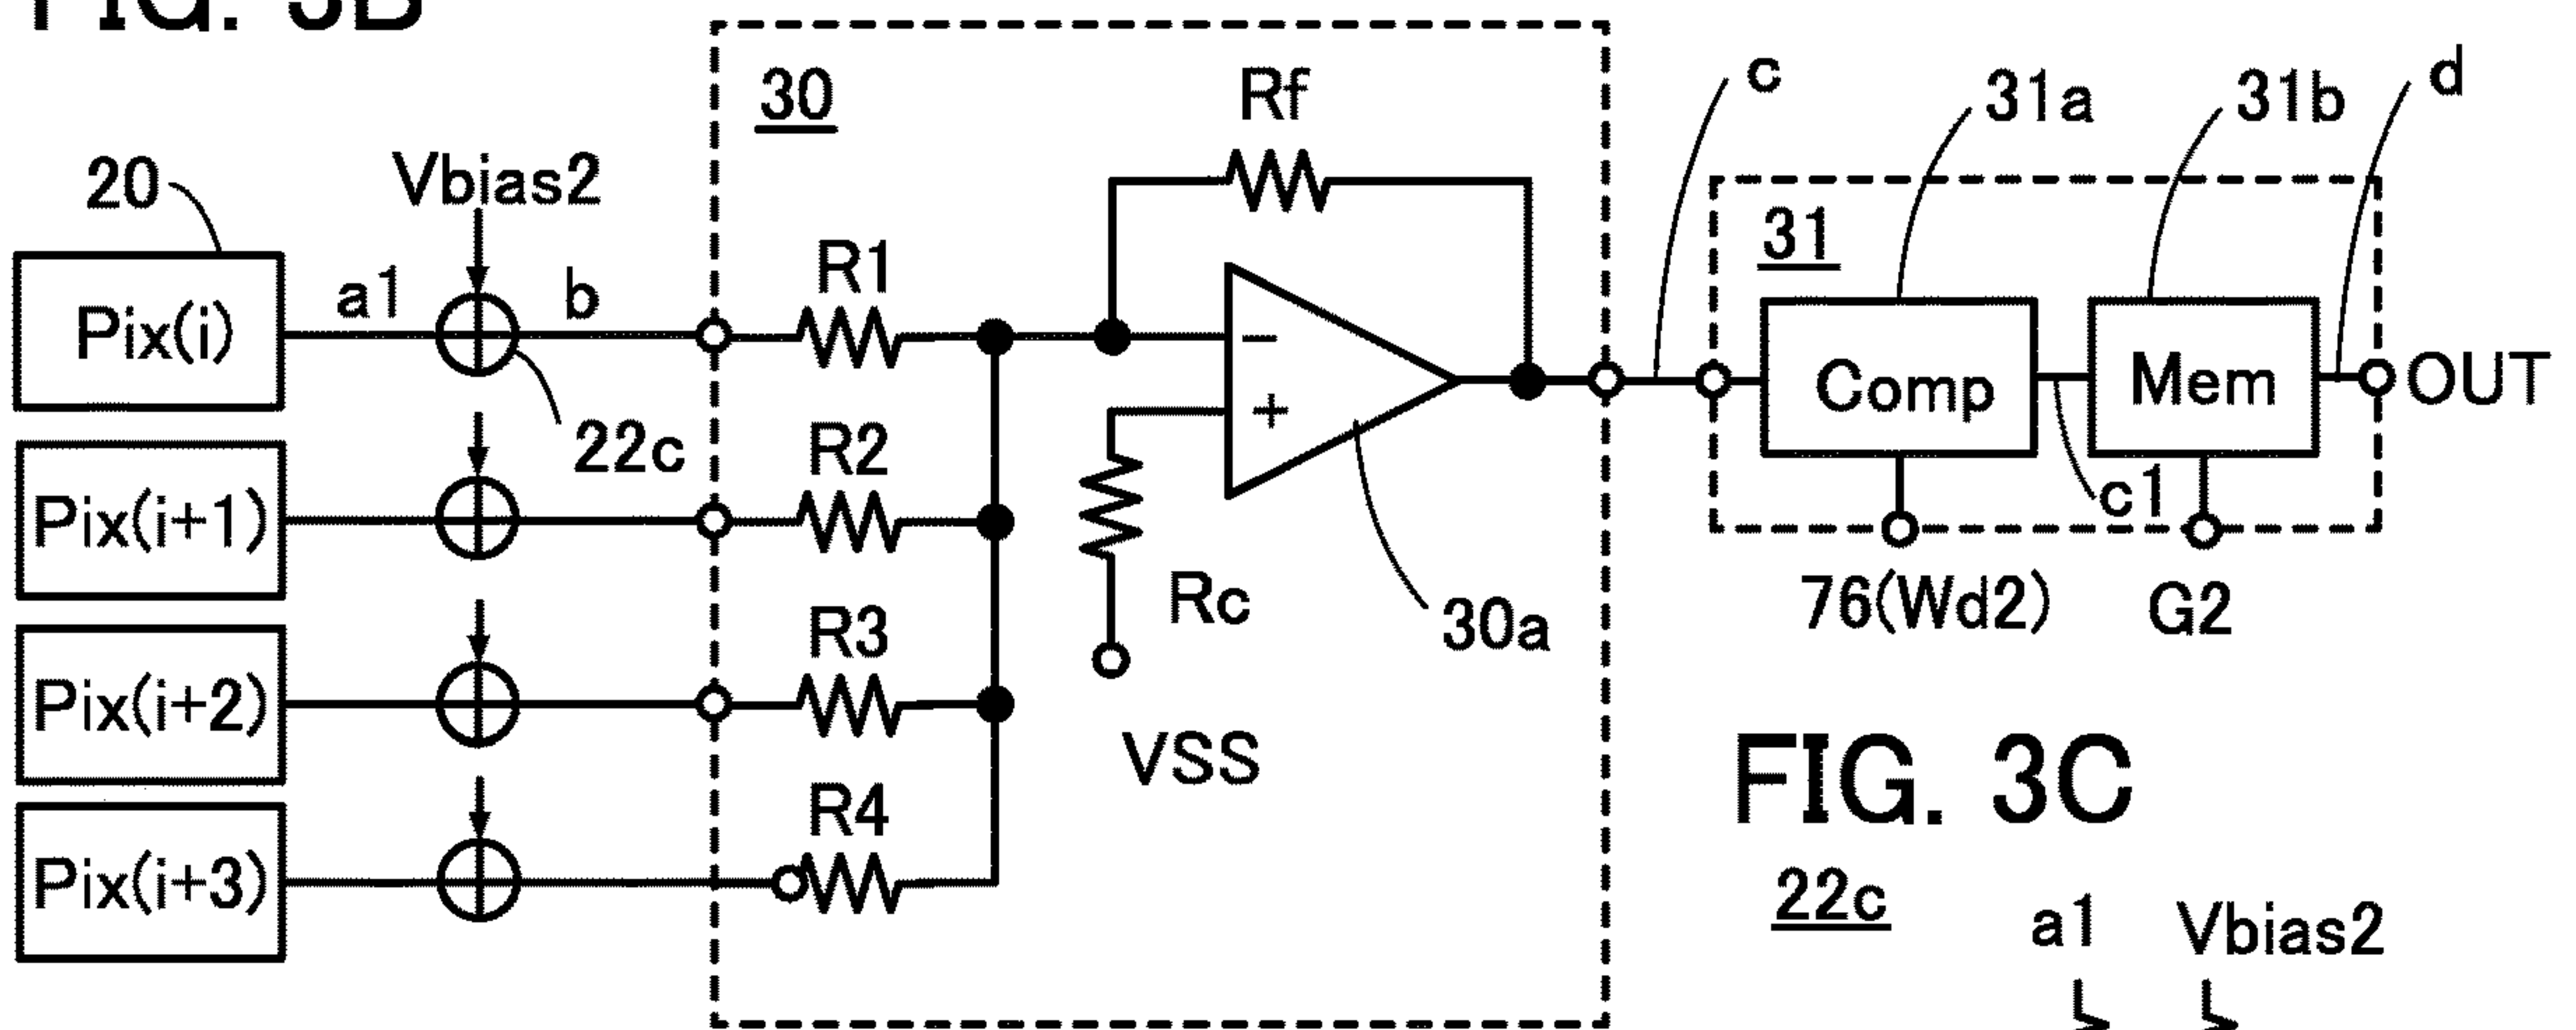 FIG. 3B
30
Rf
c
31a
31b
d
20
Vbias2
31
R1
Pix(i)
a1
b
−
Comp
Mem
OUT
22c
+
R2
c1
Pix(i+1)
Rc
30a
76(Wd2)
G2
R3
Pix(i+2)
VSS
R4
Pix(i+3)
FIG. 3C
22c
a1
Vbias2